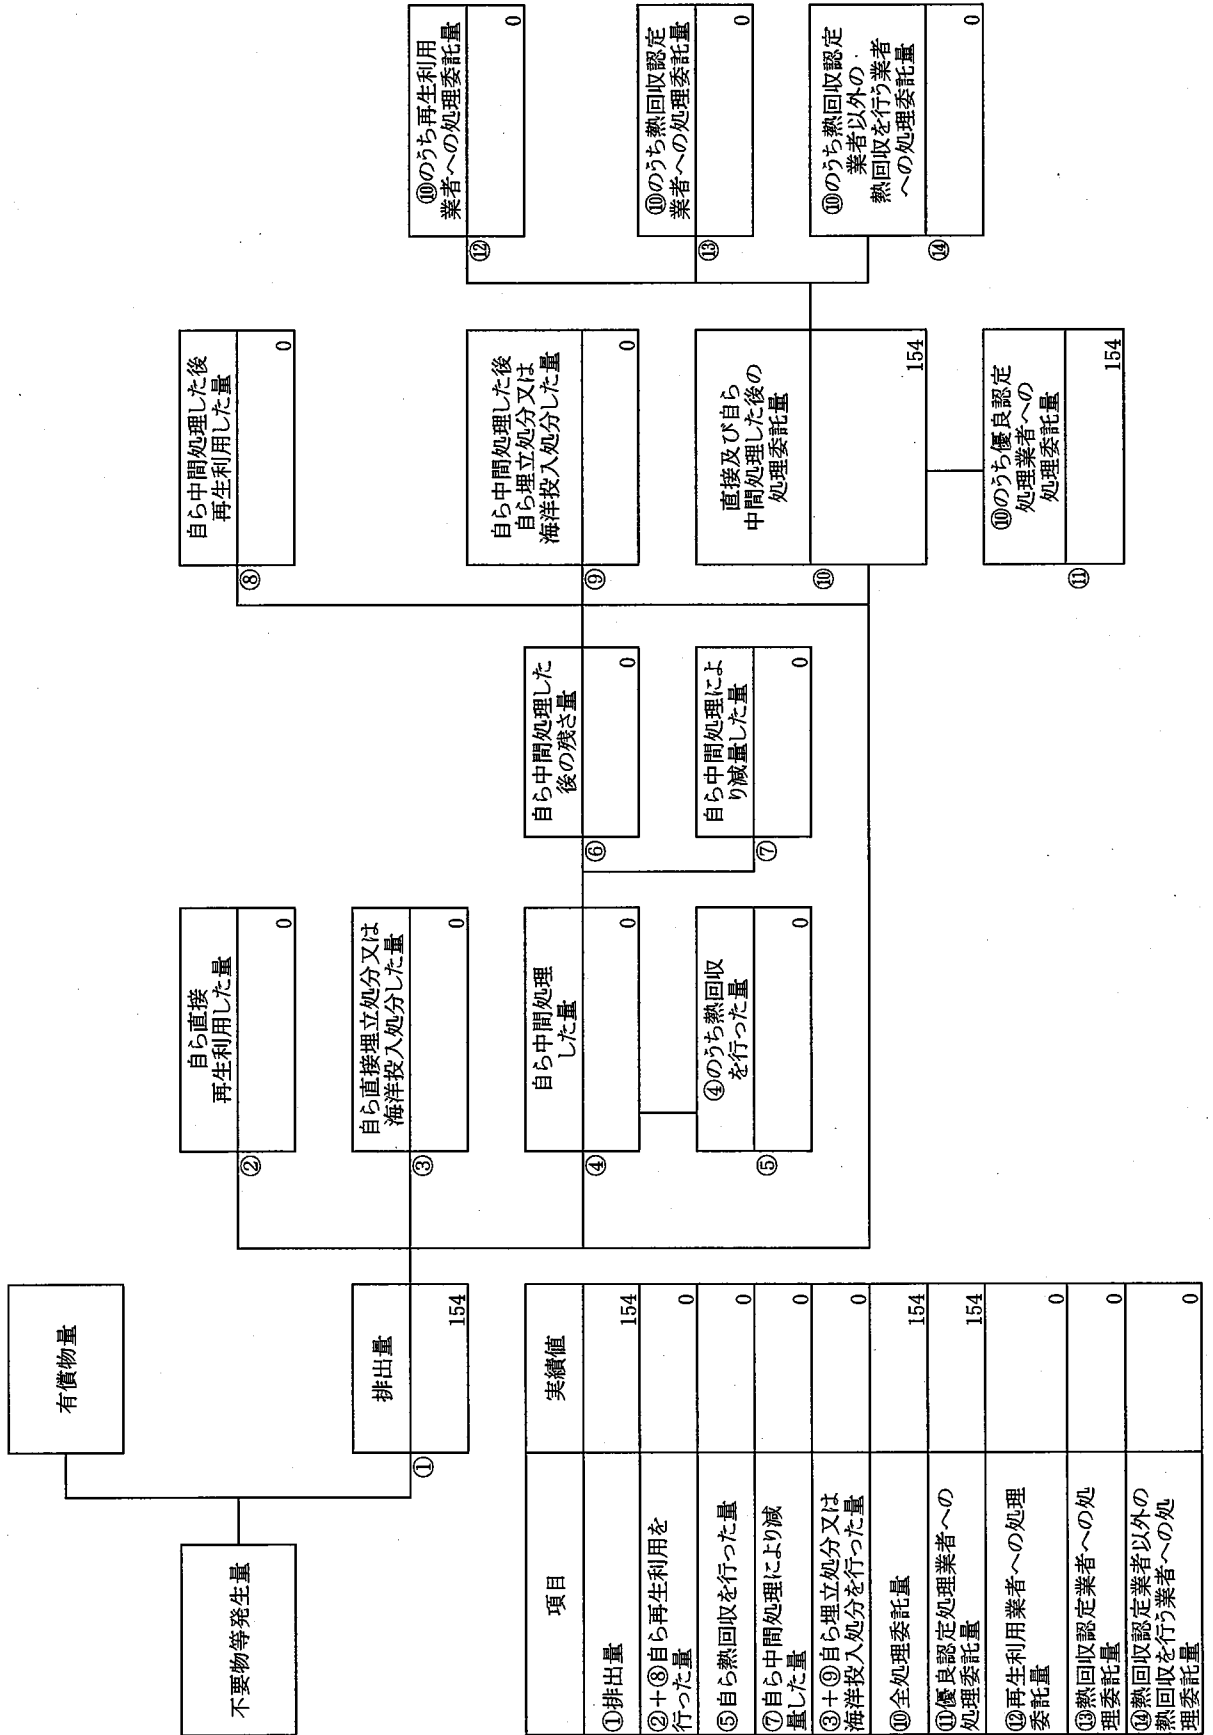 有償物量
不要物等発生量
排出量
①
154
自ら直接
再生利用した量
②
0
自ら直接埋立処分又は
海洋投入処分した量
③
0
自ら中間処理
した量
④
0
④のうち熱回収
を行った量
⑤
0
自ら中間処理した
後の残さ量
⑥
0
自ら中間処理によ
り減量した量
⑦
0
自ら中間処理した後
再生利用した量
⑧
0
自ら中間処理した後
自ら埋立処分又は
海洋投入処分した量
⑨
0
直接及び自ら
中間処理した後の
処理委託量
⑩
154
⑩のうち優良認定
処理業者への
処理委託量
⑪
154
⑩のうち再生利用
業者への処理委託量
⑫
0
⑩のうち熱回収認定
業者への処理委託量
⑬
0
⑩のうち熱回収認定
業者以外の
熱回収を行う業者
への処理委託量
⑭
0
項目 実績値
①排出量 154
②+⑧自ら再生利用を
行った量 0
⑤自ら熱回収を行った量 0
⑦自ら中間処理により減
量した量 0
③+⑨自ら埋立処分又は
海洋投入処分を行った量 0
⑩全処理委託量 154
⑪優良認定処理業者への
処理委託量 154
⑫再生利用業者への処理
委託量 0
⑬熱回収認定業者への処
理委託量 0
⑭熱回収認定業者以外の
熱回収を行う業者への処
理委託量 0